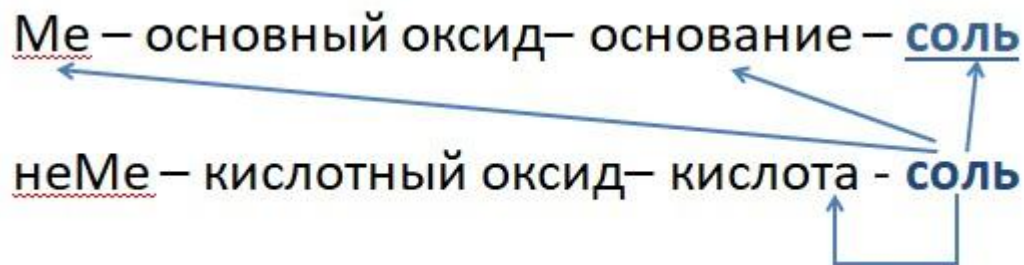 Ме – основный оксид– основание – соль
неМе – кислотный оксид– кислота - соль